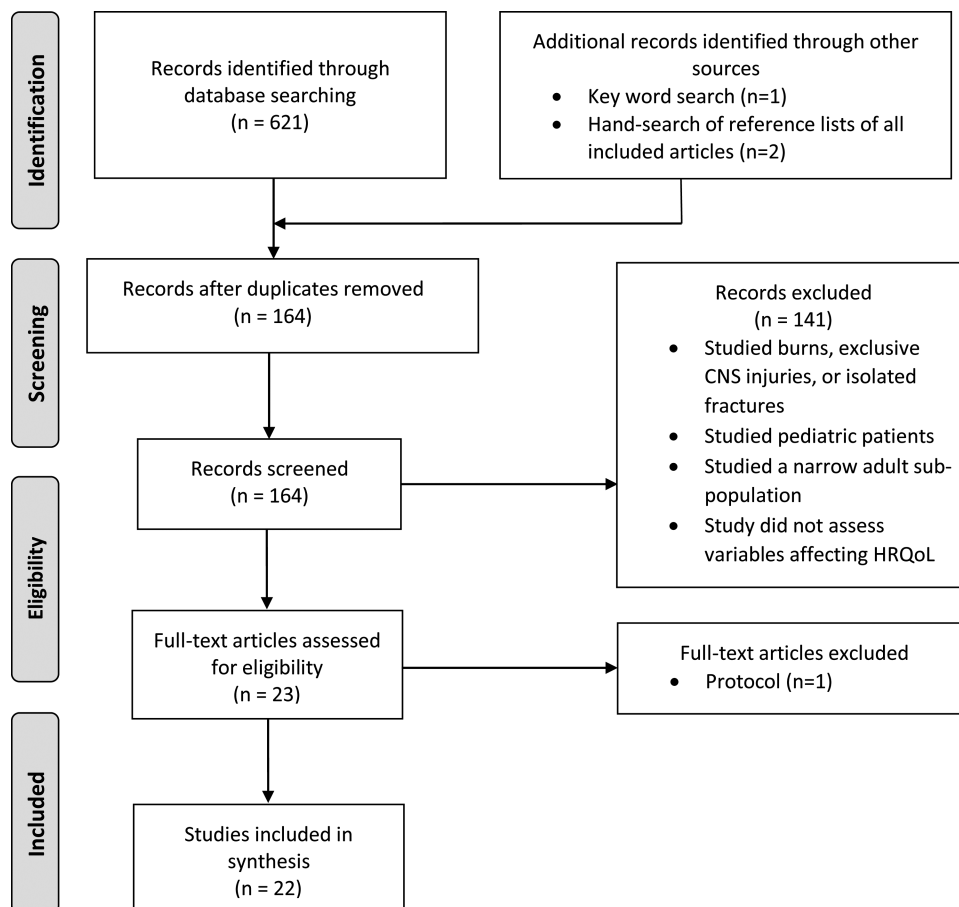 Identification
Records identified through
database searching
(n = 621)
Additional records identified through other
sources
• Key word search (n=1)
• Hand-search of reference lists of all
included articles (n=2)
Screening
Records after duplicates removed
(n = 164)
Records screened
(n = 164)
Records excluded
(n = 141)
• Studied burns, exclusive
CNS injuries, or isolated
fractures
• Studied pediatric patients
• Studied a narrow adult sub-
population
• Study did not assess
variables affecting HRQoL
Eligibility
Full-text articles assessed
for eligibility
(n = 23)
Full-text articles excluded
• Protocol (n=1)
Included
Studies included in
synthesis
(n = 22)